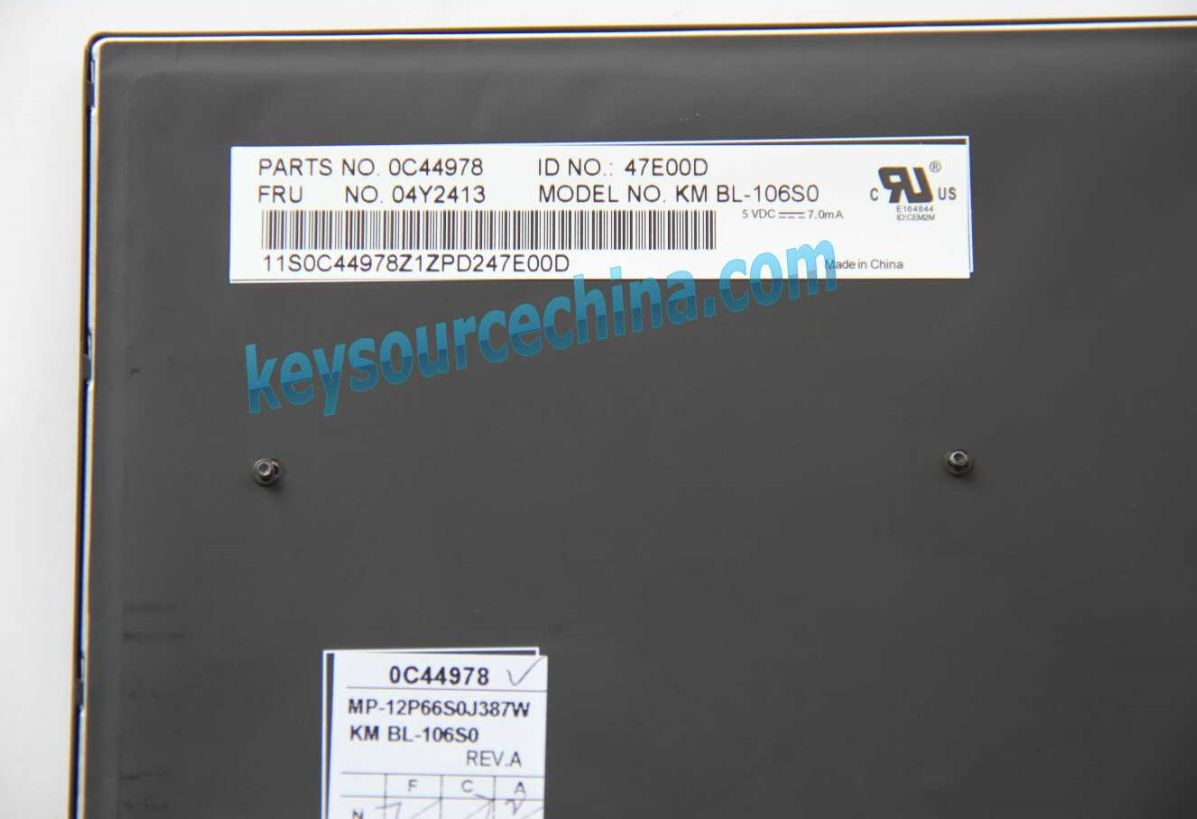 PARTS NO. 0C44978 ID NO.: 47E00D
FRU NO. 04Y2413 MODEL NO. KM BL-106S0
5 VDC 7.0mA
C US
®
E164844
ID:CEM2M
11S0C44978Z1ZPD247E00D
Made in China
keysourcechina.com
0C44978
MP-12P66S0J387W
KM BL-106S0
REV.A
F C A
N